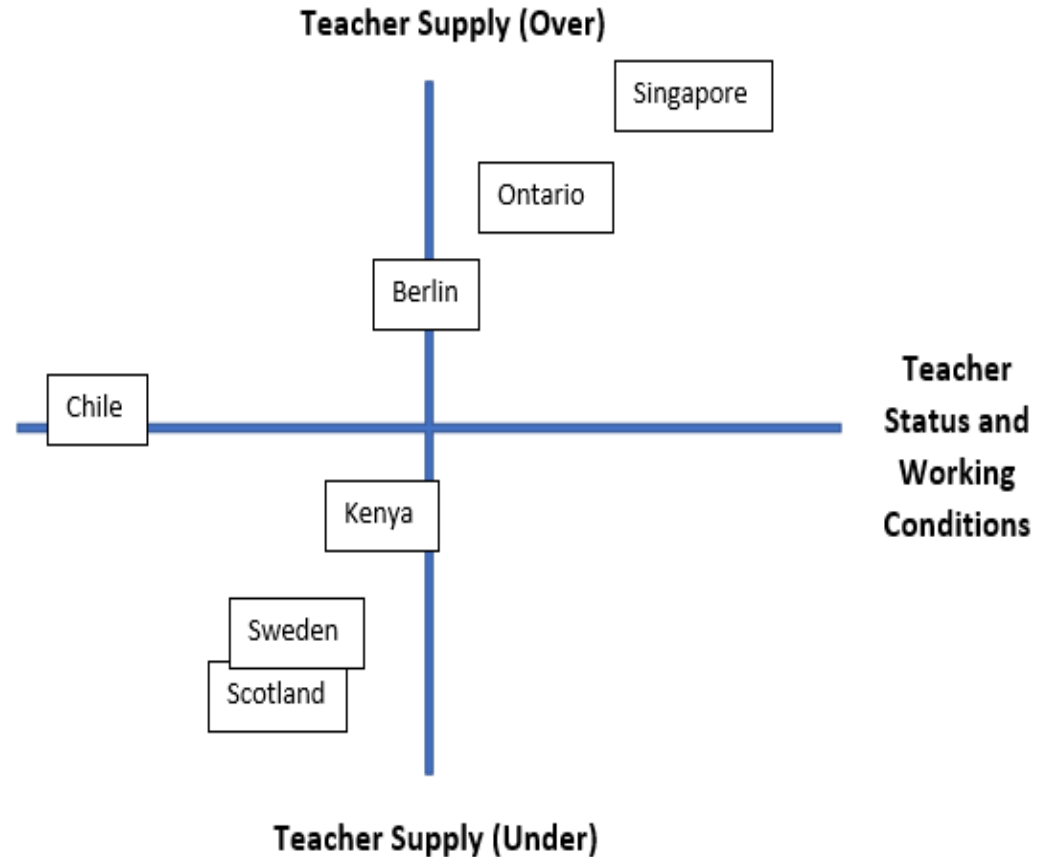 Teacher Supply (Over)
Singapore
Ontario
Berlin
Chile
Teacher
Status and
Working
Conditions
Kenya
Sweden
Scotland
Teacher Supply (Under)